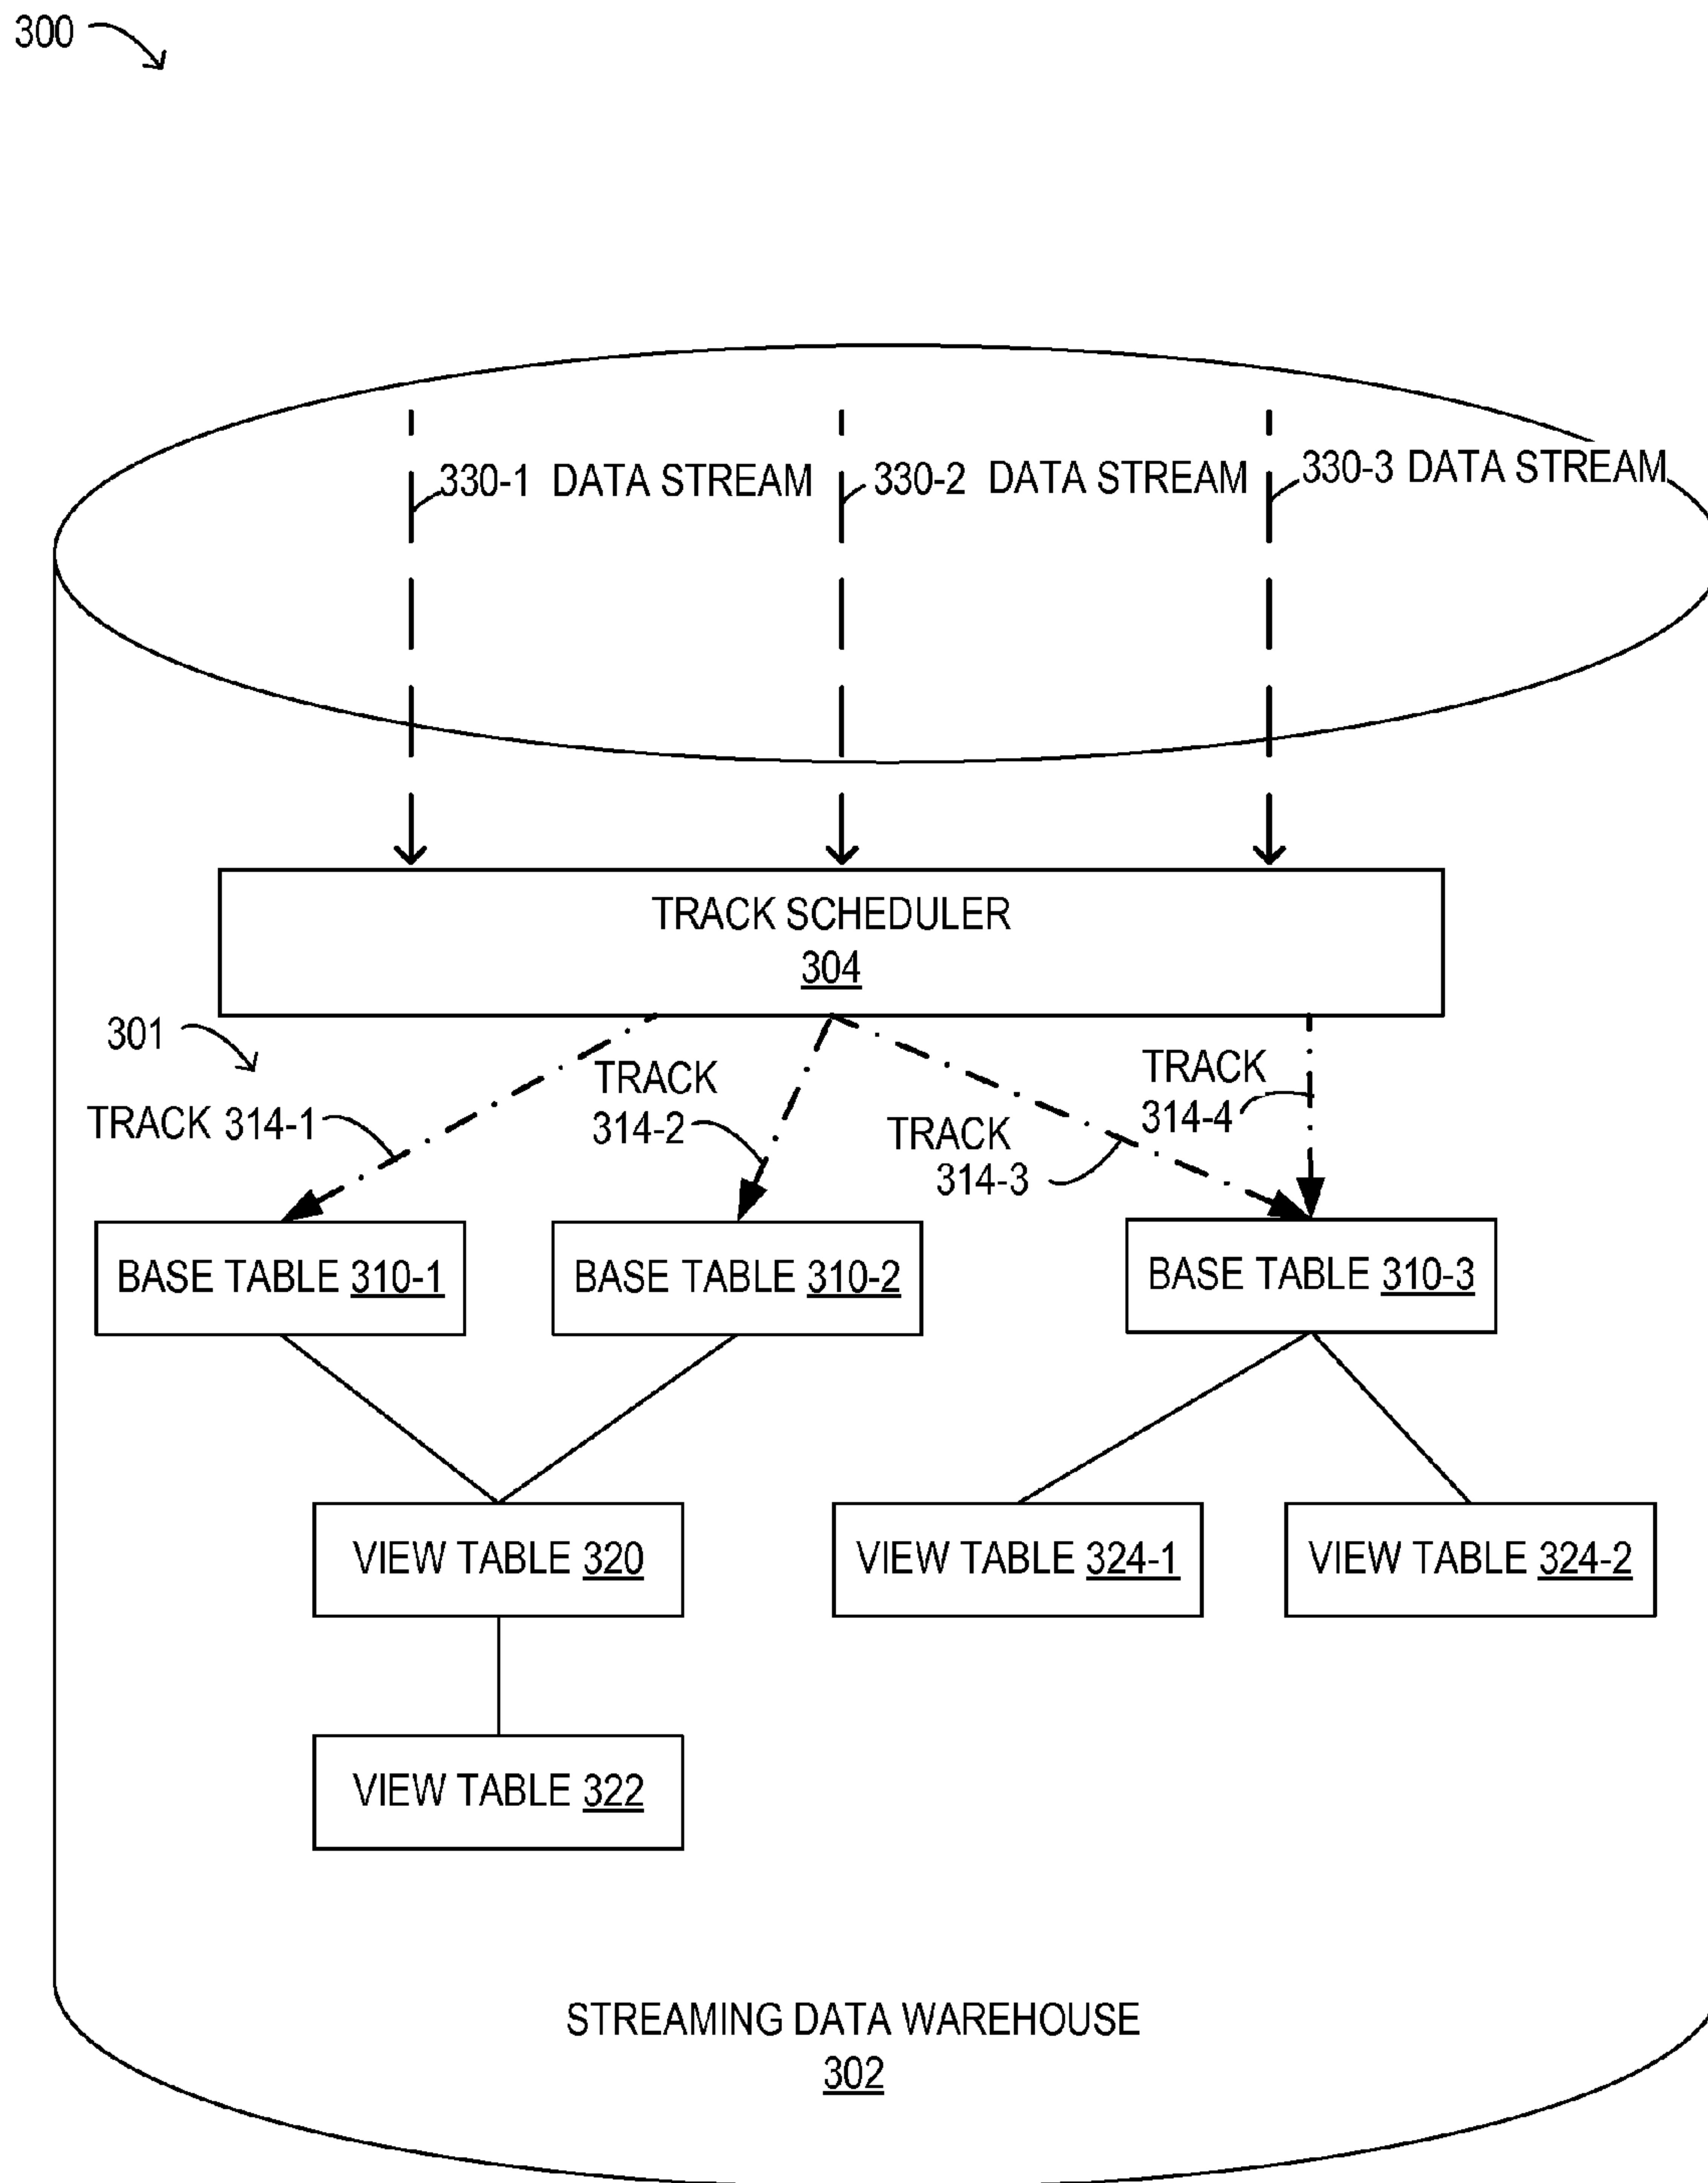 300
330-1 DATA STREAM
330-2 DATA STREAM
330-3 DATA STREAM
TRACK SCHEDULER
304
301
TRACK 314-1
TRACK
314-2
TRACK
314-3
TRACK
314-4
BASE TABLE 310-1
BASE TABLE 310-2
BASE TABLE 310-3
VIEW TABLE 320
VIEW TABLE 324-1
VIEW TABLE 324-2
VIEW TABLE 322
STREAMING DATA WAREHOUSE
302